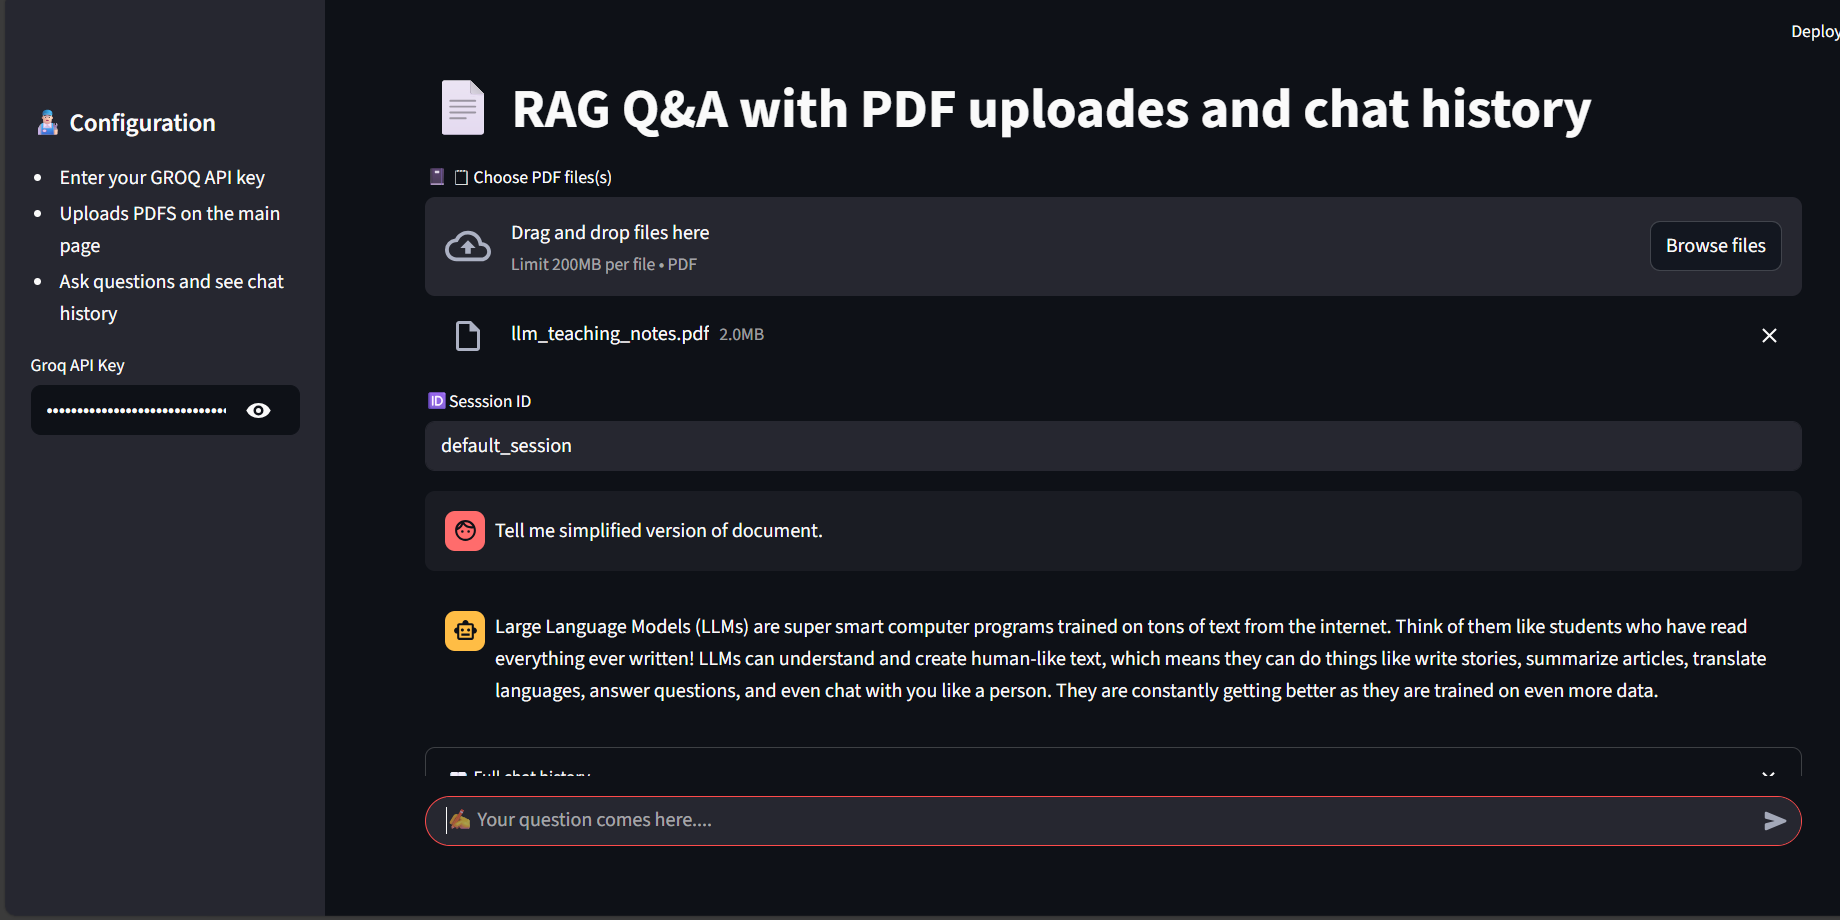 Deploy
Configuration
Enter your GROQ API key
Uploads PDFS on the main
page
Ask questions and see chat
history
Groq API Key
RAG Q&A with PDF uploades and chat history
Choose PDF files(s)
Drag and drop files here
Limit 200MB per file • PDF
Browse files
llm_teaching_notes.pdf 2.0MB
ID Sesssion ID
default_session
Tell me simplified version of document.
Large Language Models (LLMs) are super smart computer programs trained on tons of text from the internet. Think of them like students who have read
everything ever written! LLMs can understand and create human-like text, which means they can do things like write stories, summarize articles, translate
languages, answer questions, and even chat with you like a person. They are constantly getting better as they are trained on even more data.
Full chat history
Your question comes here....